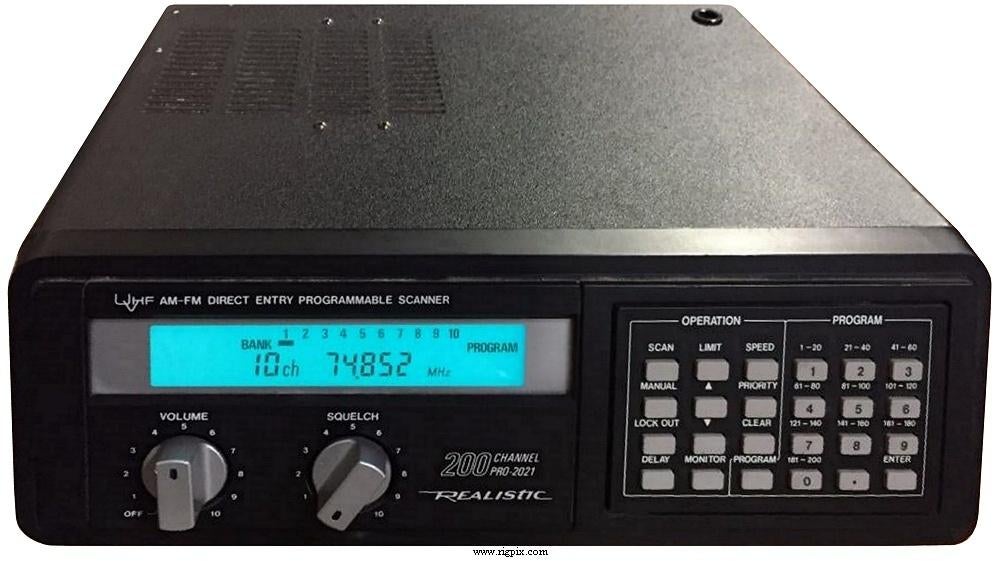 U/VHF AM-FM DIRECT ENTRY PROGRAMMABLE SCANNER
1 2 3 4 5 6 7 8 9 10
BANK PROGRAM
10ch 74.852 MHz
VOLUME
OFF 1 2 3 4 5 6 7 8 9 10
SQUELCH
1 2 3 4 5 6 7 8 9 10
200 CHANNEL
PRO-2021
REALISTIC
OPERATION PROGRAM
SCAN LIMIT SPEED 1-20 21-40 41-60
1 2 3
MANUAL ▲ PRIORITY 61-80 81-100 101-120
4 5 6
LOCK OUT ▼ CLEAR 121-140 141-160 161-180
7 8 9
DELAY MONITOR PROGRAM 181-200 ENTER
0 .
www.rigpix.com